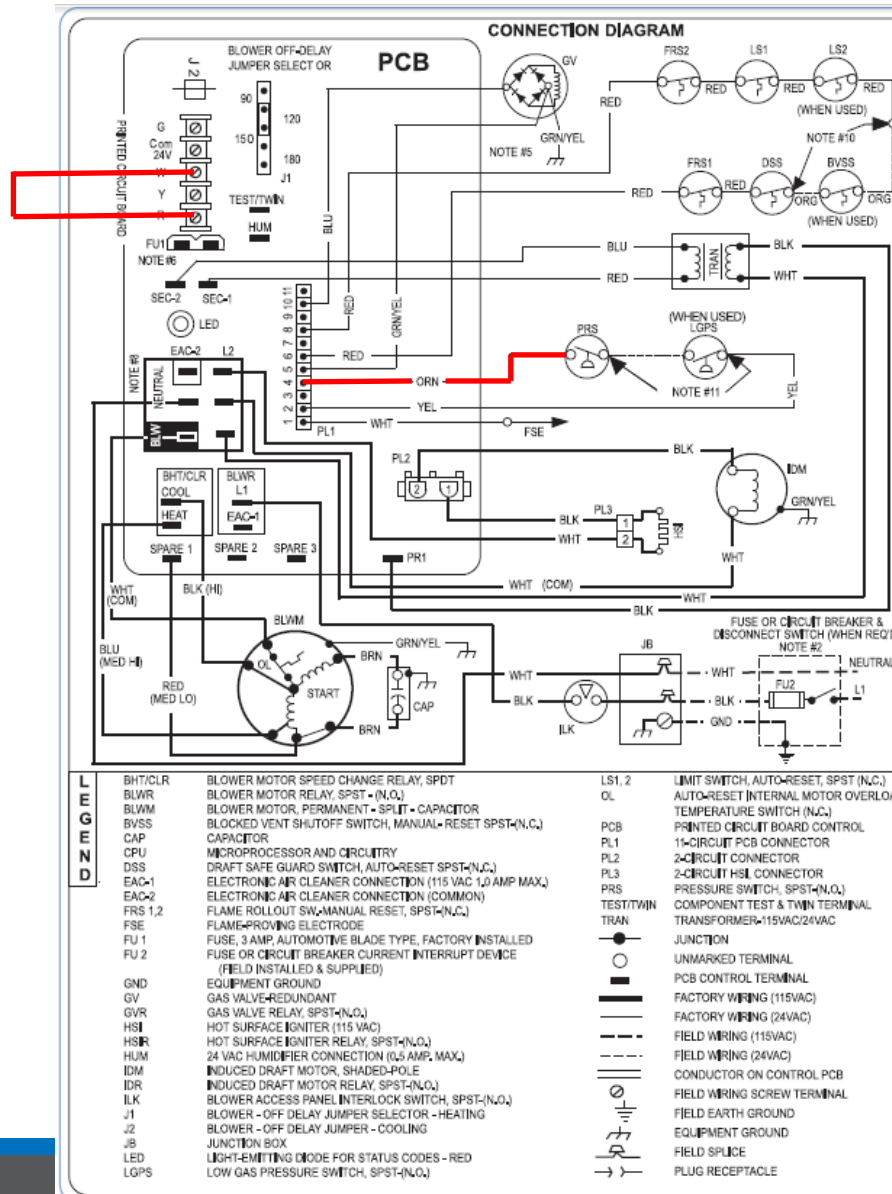 CONNECTION DIAGRAM
PCB
BLOWER OFF-DELAY
JUMPER SELECT OR
J 2
90
120
150
180
J1
PRINTED CIRCUIT BOARD
G
Com
24V
W
Y
R
TEST/TWIN
HUM
FU1
NOTE #6
SEC-2
SEC-1
LED
EAC-2
L2
NOTE #8
NEUTRAL
BLW
BHT/CLR
COOL
HEAT
BLWR
L1
EAC-1
SPARE 1
SPARE 2
SPARE 3
PR1
11
10
9
8
7
6
5
4
3
2
1
PL1
BLU
RED
GRN/YEL
GV
GRN/YEL
NOTE #5
FRS2
LS1
LS2
RED
RED
RED
RED
(WHEN USED)
NOTE #10
FRS1
DSS
BVSS
RED
RED
ORG
ORG
(WHEN USED)
BLU
RED
TRAN
BLK
WHT
RED
(WHEN USED)
LGPS
PRS
NOTE #11
ORN
YEL
YEL
WHT
FSE
PL2
2
1
BLK
IDM
GRN/YEL
BLK
WHT
PL3
1
2
HSI
WHT
WHT (COM)
WHT
BLK
WHT
(COM)
BLK (HI)
BLU
(MED HI)
RED
(MED LO)
BLWM
OL
START
GRN/YEL
BRN
BRN
CAP
WHT
BLK
ILK
JB
WHT
BLK
GND
FUSE OR CIRCUIT BREAKER &
DISCONNECT SWITCH (WHEN REQ'D
NOTE #2
NEUTRAL
FU2
L1
LEGEND
BHT/CLR BLOWER MOTOR SPEED CHANGE RELAY, SPDT
BLWR BLOWER MOTOR RELAY, SPST - (N.O.)
BLWM BLOWER MOTOR, PERMANENT - SPLIT - CAPACITOR
BVSS BLOCKED VENT SHUTOFF SWITCH, MANUAL- RESET SPST-(N.C.)
CAP CAPACITOR
CPU MICROPROCESSOR AND CIRCUITRY
DSS DRAFT SAFE GUARD SWITCH, AUTO-RESET SPST-(N.C.)
EAC-1 ELECTRONIC AIR CLEANER CONNECTION (115 VAC 1.0 AMP MAX.)
EAC-2 ELECTRONIC AIR CLEANER CONNECTION (COMMON)
FRS 1,2 FLAME ROLLOUT SW.-MANUAL RESET, SPST-(N.C.)
FSE FLAME-PROVING ELECTRODE
FU 1 FUSE, 3 AMP, AUTOMOTIVE BLADE TYPE, FACTORY INSTALLED
FU 2 FUSE OR CIRCUIT BREAKER CURRENT INTERRUPT DEVICE
(FIELD INSTALLED & SUPPLIED)
GND EQUIPMENT GROUND
GV GAS VALVE-REDUNDANT
GVR GAS VALVE RELAY, SPST-(N.O.)
HSI HOT SURFACE IGNITER (115 VAC)
HSIR HOT SURFACE IGNITER RELAY, SPST-(N.O.)
HUM 24 VAC HUMIDIFIER CONNECTION (0.5 AMP. MAX.)
IDM INDUCED DRAFT MOTOR, SHADED-POLE
IDR INDUCED DRAFT MOTOR RELAY, SPST-(N.O.)
ILK BLOWER ACCESS PANEL INTERLOCK SWITCH, SPST-(N.O.)
J1 BLOWER - OFF DELAY JUMPER SELECTOR - HEATING
J2 BLOWER - OFF DELAY JUMPER - COOLING
JB JUNCTION BOX
LED LIGHT-EMITTING DIODE FOR STATUS CODES - RED
LGPS LOW GAS PRESSURE SWITCH, SPST-(N.O.)
LS1, 2 LIMIT SWITCH, AUTO-RESET, SPST (N.C.)
OL AUTO-RESET INTERNAL MOTOR OVERLOA
TEMPERATURE SWITCH (N.C.)
PCB PRINTED CIRCUIT BOARD CONTROL
PL1 11-CIRCUIT PCB CONNECTOR
PL2 2-CIRCUIT CONNECTOR
PL3 2-CIRCUIT HSI, CONNECTOR
PRS PRESSURE SWITCH, SPST-(N.O.)
TEST/TWIN COMPONENT TEST & TWIN TERMINAL
TRAN TRANSFORMER-115VAC/24VAC
JUNCTION
UNMARKED TERMINAL
PCB CONTROL TERMINAL
FACTORY WIRING (115VAC)
FACTORY WIRING (24VAC)
FIELD WIRING (115VAC)
FIELD WIRING (24VAC)
CONDUCTOR ON CONTROL PCB
FIELD WIRING SCREW TERMINAL
FIELD EARTH GROUND
EQUIPMENT GROUND
FIELD SPLICE
PLUG RECEPTACLE